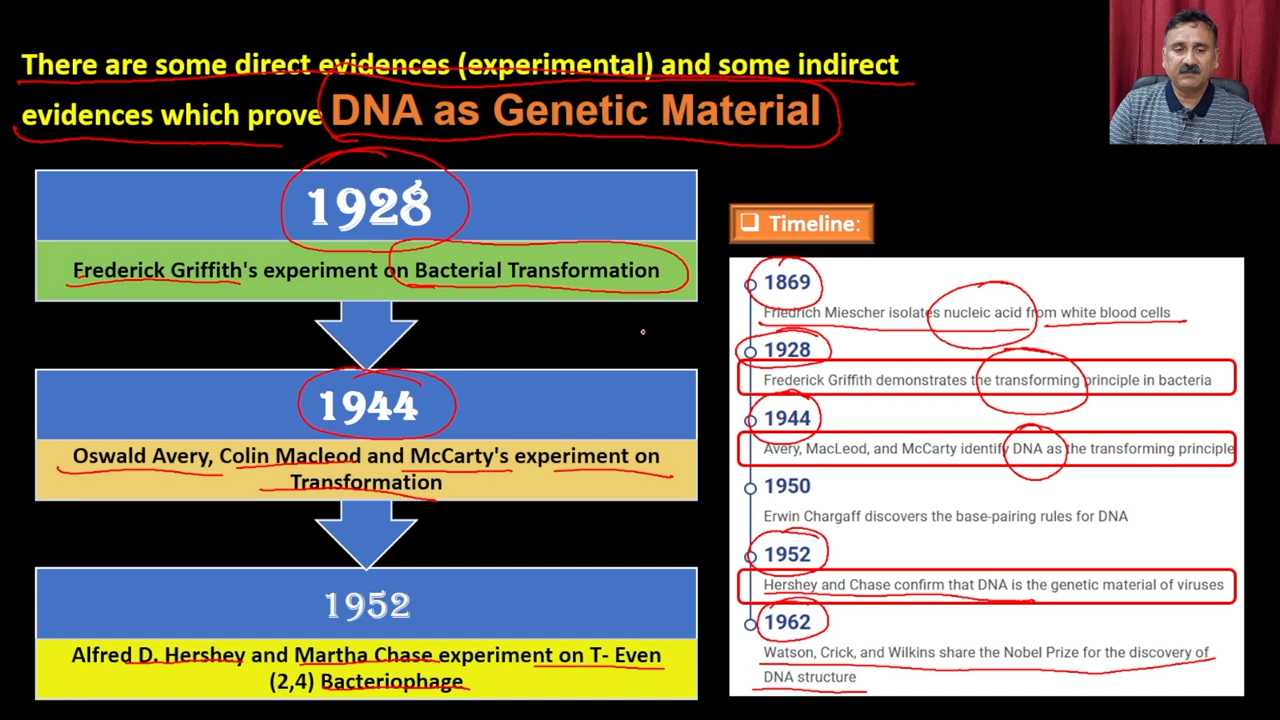 There are some direct evidences (experimental) and some indirect
evidences which prove DNA as Genetic Material
1928
Frederick Griffith's experiment on Bacterial Transformation
1944
Oswald Avery, Colin Macleod and McCarty's experiment on
Transformation
1952
Alfred D. Hershey and Martha Chase experiment on T- Even
(2,4) Bacteriophage
Timeline:
1869
Friedrich Miescher isolates nucleic acid from white blood cells
1928
Frederick Griffith demonstrates the transforming principle in bacteria
1944
Avery, MacLeod, and McCarty identify DNA as the transforming principle
1950
Erwin Chargaff discovers the base-pairing rules for DNA
1952
Hershey and Chase confirm that DNA is the genetic material of viruses
1962
Watson, Crick, and Wilkins share the Nobel Prize for the discovery of
DNA structure